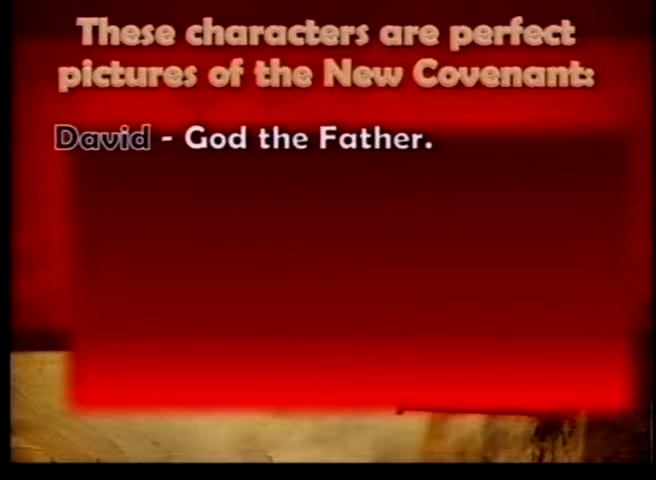 These characters are perfect
pictures of the New Covenant:
David - God the Father.